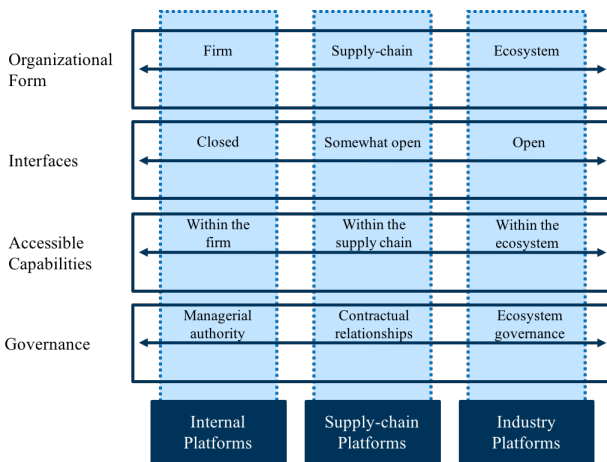 Organizational
Form
Firm
Supply-chain
Ecosystem
Interfaces
Closed
Somewhat open
Open
Accessible
Capabilities
Within the
firm
Within the
supply chain
Within the
ecosystem
Governance
Managerial
authority
Contractual
relationships
Ecosystem
governance
Internal
Platforms
Supply-chain
Platforms
Industry
Platforms